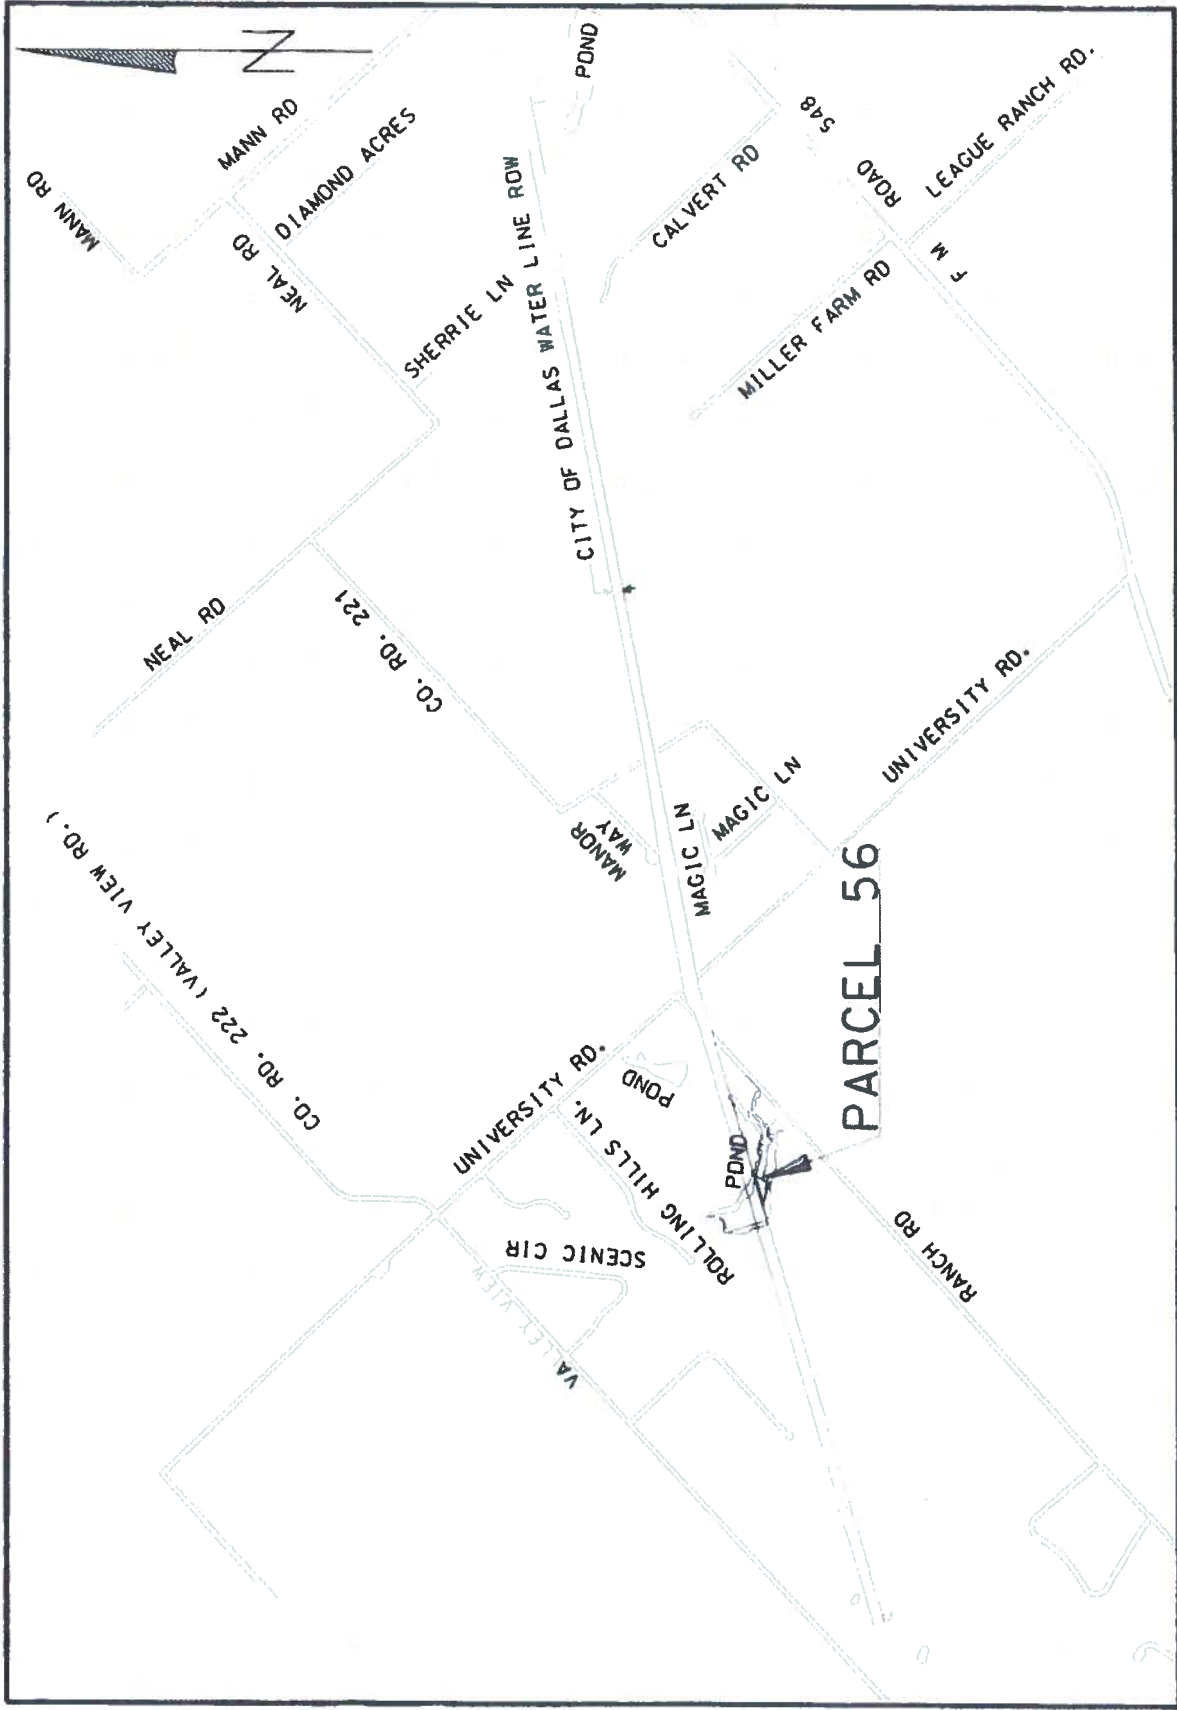 N
POND
MANN RD
MANN RD
DIAMOND ACRES
NEAL RD
SHERRIE LN
CITY OF DALLAS WATER LINE ROW
CALVERT RD
F M ROAD 548
LEAGUE RANCH RD.
MILLER FARM RD
NEAL RD
CO. RD. 221
UNIVERSITY RD.
MANOR
WAY
MAGIC LN
MAGIC LN
CO. RD. 222 (VALLEY VIEW RD.)
PARCEL 56
UNIVERSITY RD.
POND
ROLLING HILLS LN.
POND
SCENIC CIR
RANCH RD
VALLEY VIEW
VA